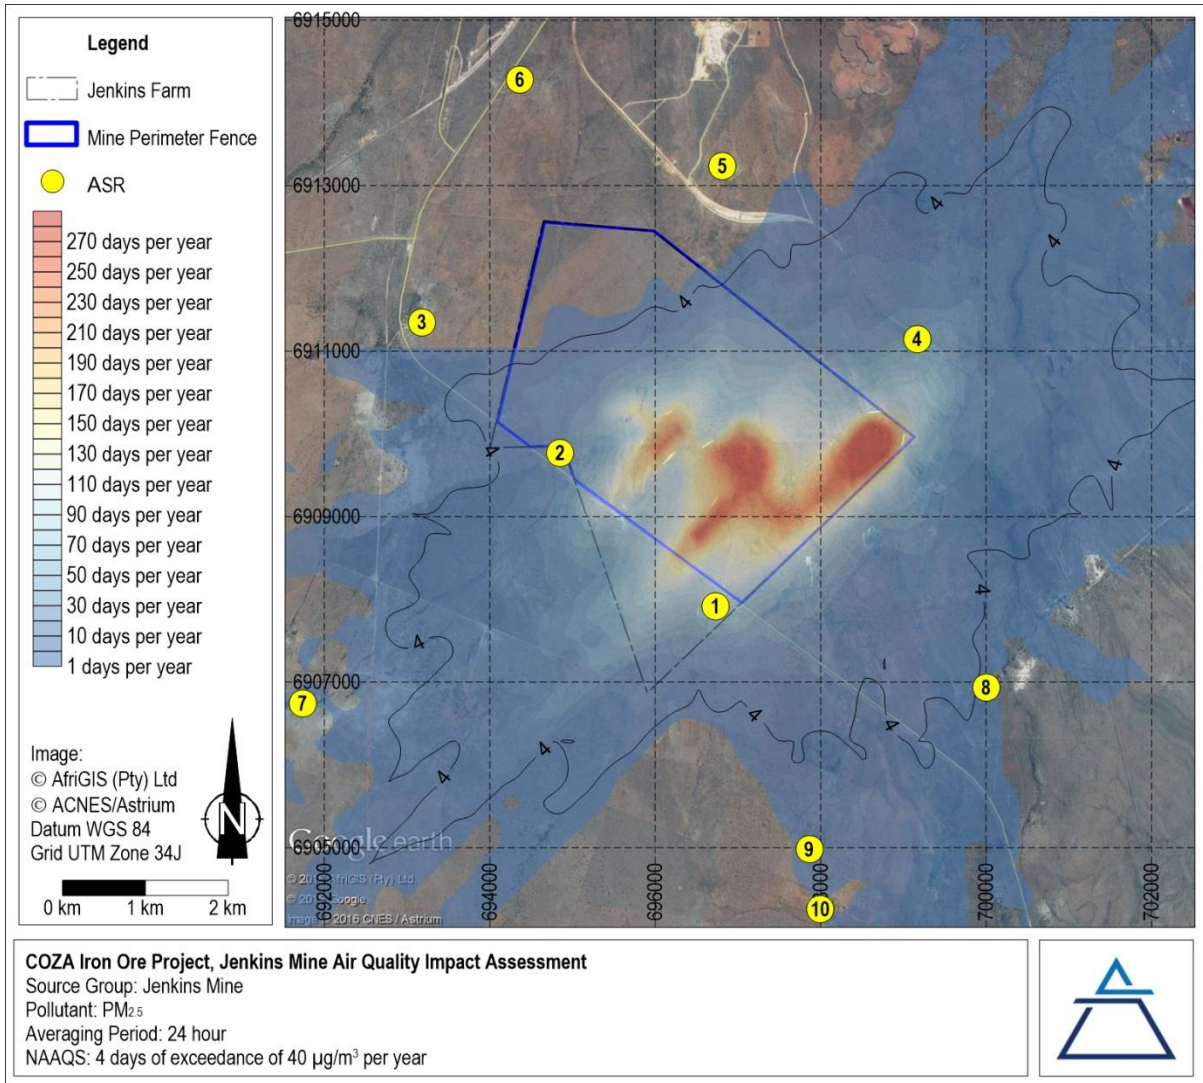 Legend
Jenkins Farm
Mine Perimeter Fence
ASR
270 days per year
250 days per year
230 days per year
210 days per year
190 days per year
170 days per year
150 days per year
130 days per year
110 days per year
90 days per year
70 days per year
50 days per year
30 days per year
10 days per year
1 days per year
Image:
© AfriGIS (Pty) Ltd
© ACNES/Astrium
Datum WGS 84
Grid UTM Zone 34J
N
0 km 1 km 2 km
6915000
6
5
6913000
4
4
4
4
3
6911000
4
2
4
4
6909000
4
1
6907000
4
8
7
4
4
4
4
6905000
9
10
Google earth
© 2016 CNES / Astrium
692000
694000
696000
700000
702000
COZA Iron Ore Project, Jenkins Mine Air Quality Impact Assessment
Source Group: Jenkins Mine
Pollutant: PM2.5
Averaging Period: 24 hour
NAAQS: 4 days of exceedance of 40 µg/m³ per year